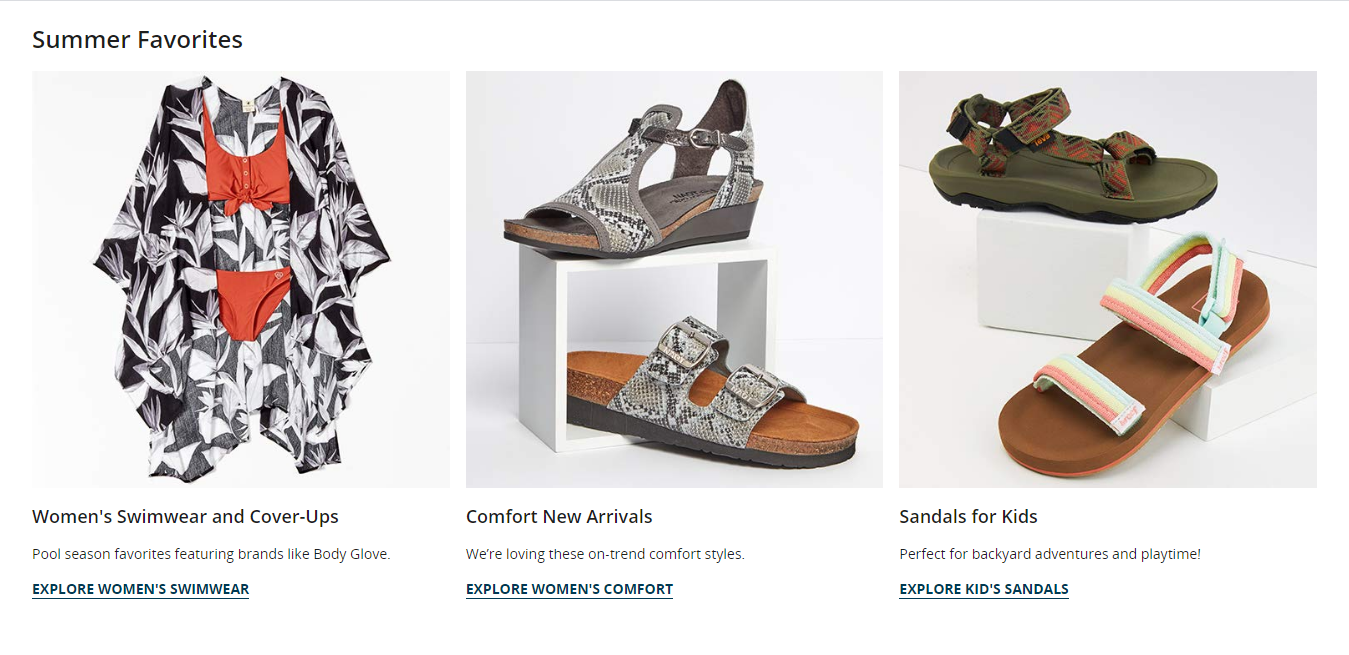 Summer Favorites
Teva
NAOT
Women's Swimwear and Cover-Ups
Comfort New Arrivals
Sandals for Kids
Pool season favorites featuring brands like Body Glove.
We’re loving these on-trend comfort styles.
Perfect for backyard adventures and playtime!
EXPLORE WOMEN'S SWIMWEAR
EXPLORE WOMEN'S COMFORT
EXPLORE KID'S SANDALS